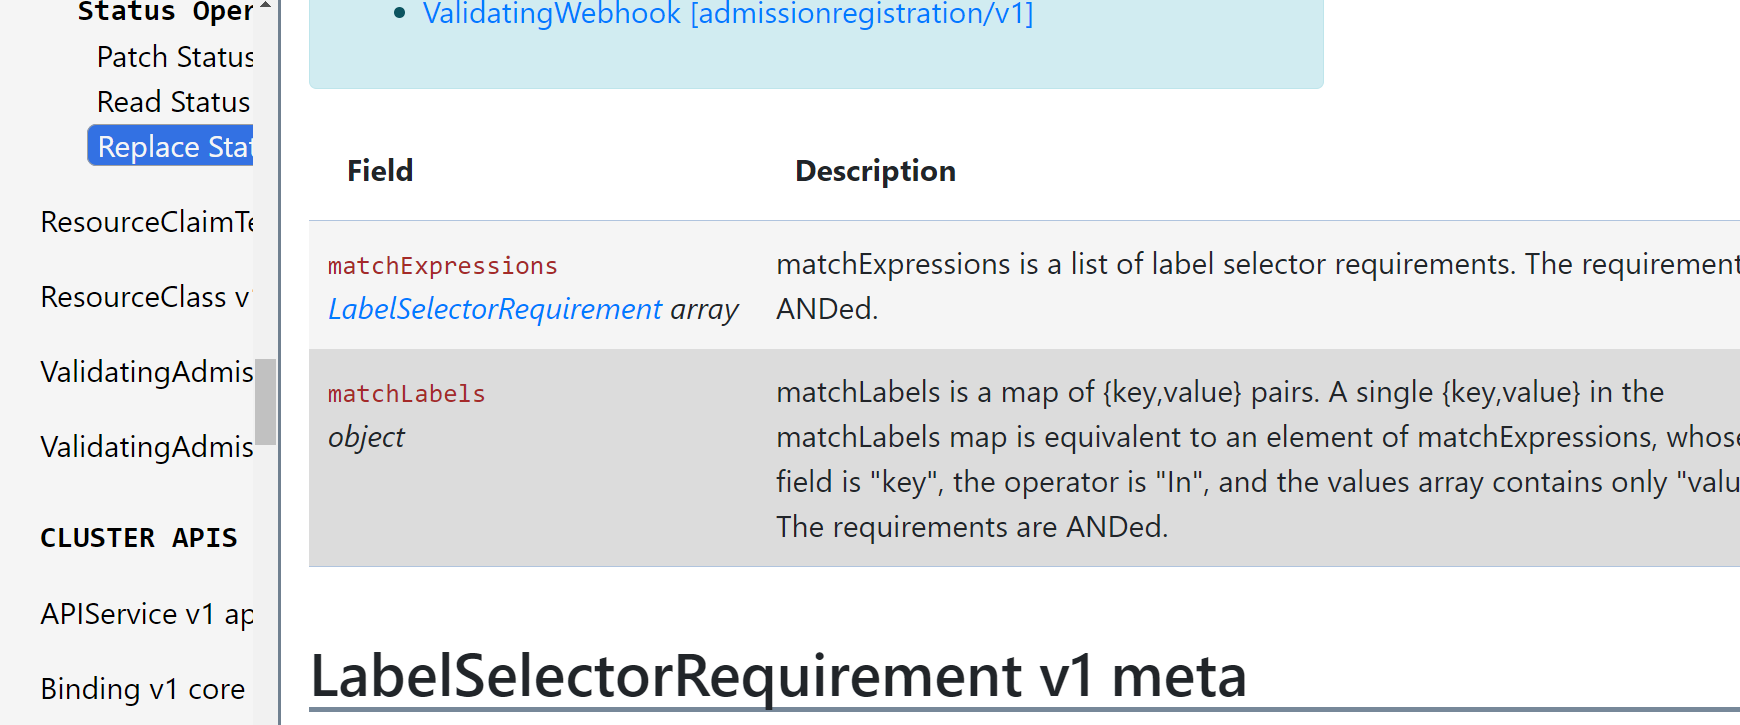 Status Oper
Patch Status
Read Status
Replace Stat
ResourceClaimTe
ResourceClass v
ValidatingAdmis
ValidatingAdmis
CLUSTER APIS
APIService v1 ap
Binding v1 core
ValidatingWebhook [admissionregistration/v1]
Field Description
matchExpressions matchExpressions is a list of label selector requirements. The requirement
LabelSelectorRequirement array ANDed.
matchLabels matchLabels is a map of {key,value} pairs. A single {key,value} in the
object matchLabels map is equivalent to an element of matchExpressions, whose
field is "key", the operator is "In", and the values array contains only "valu
The requirements are ANDed.
LabelSelectorRequirement v1 meta